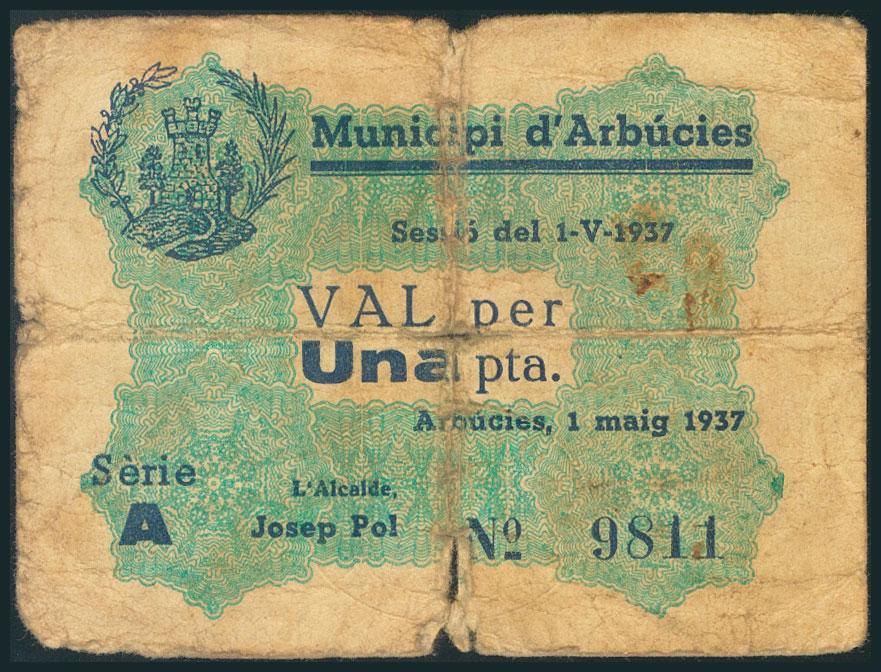 Municipi d'Arbúcies
Sessió del 1-V-1937
VAL per
Una pta.
Arbúcies, 1 maig 1937
Sèrie
A
L'Alcalde,
Josep Pol
Nº 9811